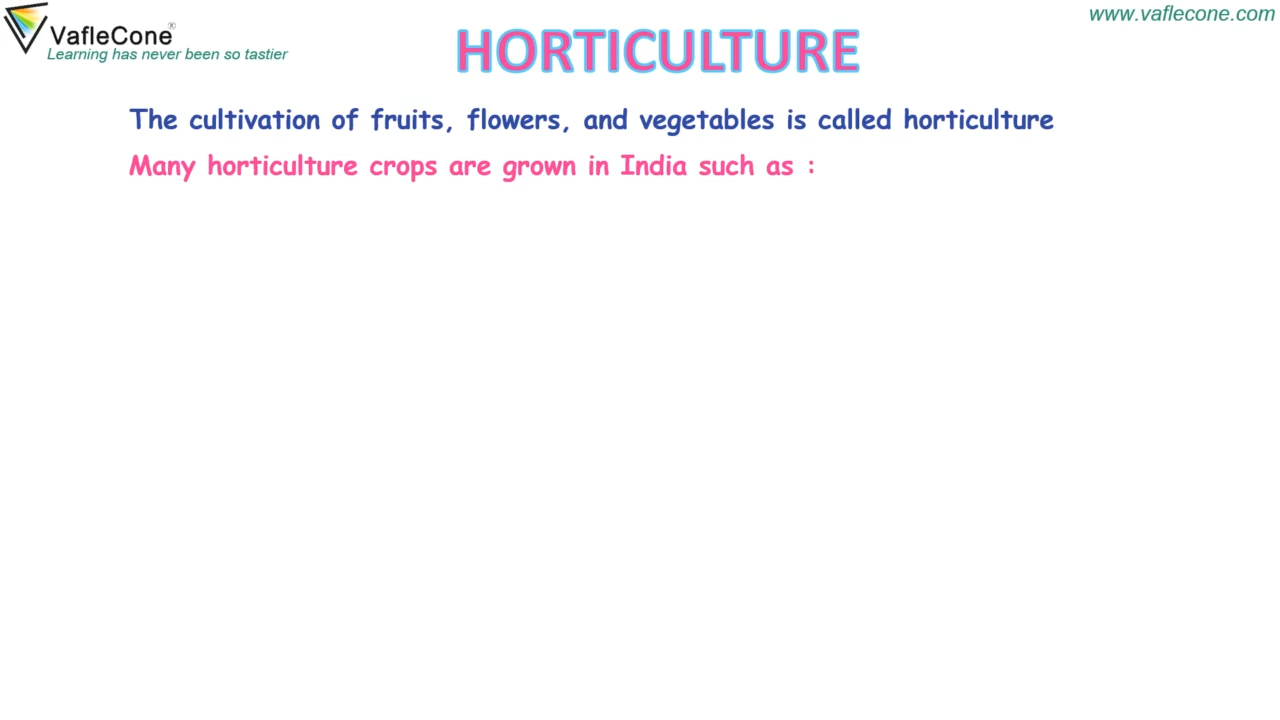 VafleCone®
Learning has never been so tastier
www.vaflecone.com
HORTICULTURE
The cultivation of fruits, flowers, and vegetables is called horticulture
Many horticulture crops are grown in India such as :